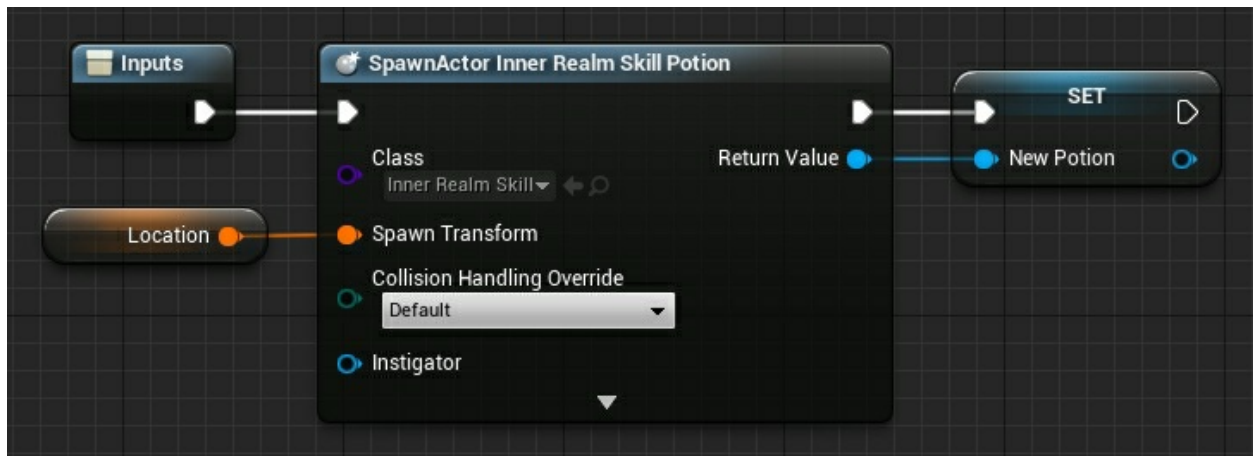 Inputs
SpawnActor Inner Realm Skill Potion
SET
Class
Return Value
New Potion
Inner Realm Skill
Location
Spawn Transform
Collision Handling Override
Default
Instigator